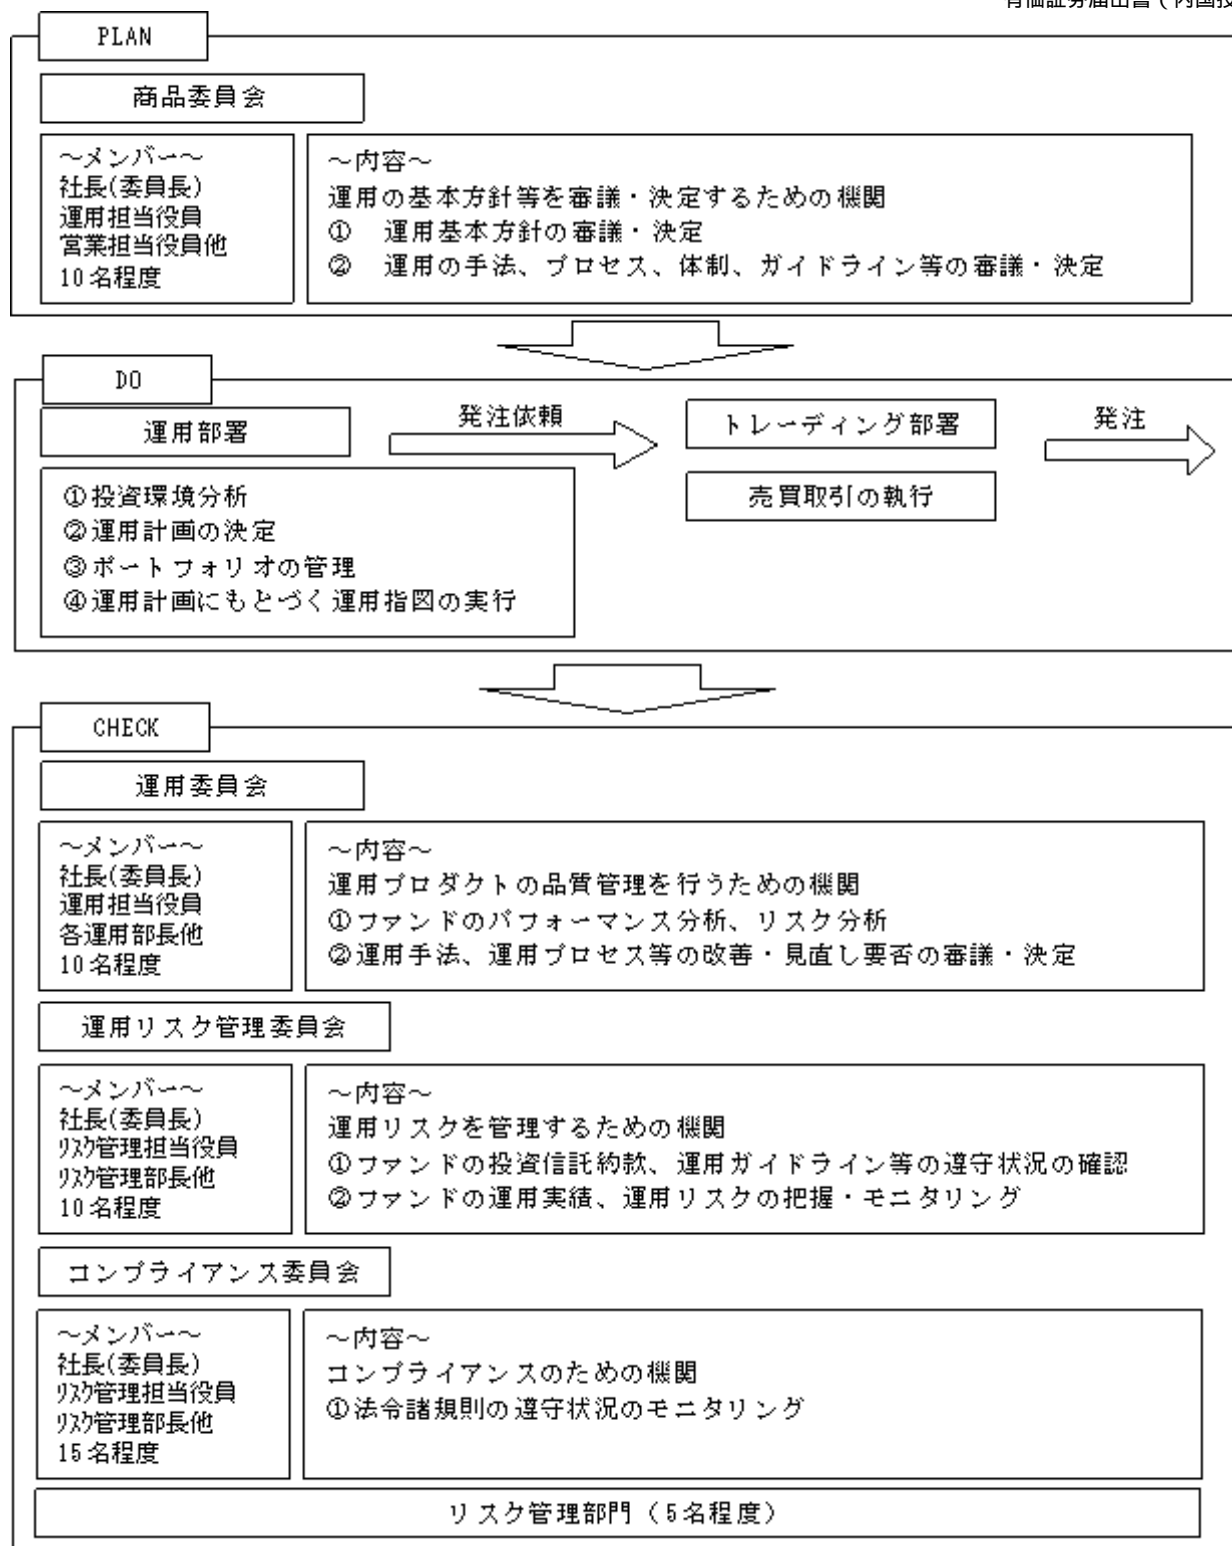 有価証券届出書（内国投
PLAN
商品委員会
～メンバー～
社長(委員長)
運用担当役員
営業担当役員他
10名程度
～内容～
運用の基本方針等を審議・決定するための機関
①　運用基本方針の審議・決定
②　運用の手法、プロセス、体制、ガイドライン等の審議・決定
DO
運用部署
発注依頼
トレーディング部署
発注
①投資環境分析
②運用計画の決定
③ポートフォリオの管理
④運用計画にもとづく運用指図の実行
売買取引の執行
CHECK
運用委員会
～メンバー～
社長(委員長)
運用担当役員
各運用部長他
10名程度
～内容～
運用プロダクトの品質管理を行うための機関
①ファンドのパフォーマンス分析、リスク分析
②運用手法、運用プロセス等の改善・見直し要否の審議・決定
運用リスク管理委員会
～メンバー～
社長(委員長)
ﾘｽｸ管理担当役員
ﾘｽｸ管理部長他
10名程度
～内容～
運用リスクを管理するための機関
①ファンドの投資信託約款、運用ガイドライン等の遵守状況の確認
②ファンドの運用実績、運用リスクの把握・モニタリング
コンプライアンス委員会
～メンバー～
社長(委員長)
ﾘｽｸ管理担当役員
ﾘｽｸ管理部長他
15名程度
～内容～
コンプライアンスのための機関
①法令諸規則の遵守状況のモニタリング
リスク管理部門（5名程度）